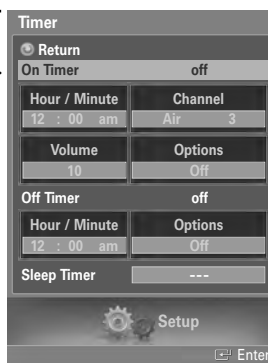 Timer
Return
On Timer off
Hour / Minute Channel
12 : 00 am Air 3
Volume Options
10 Off
Off Timer off
Hour / Minute Options
12 : 00 am Off
Sleep Timer ---
Setup
Enter